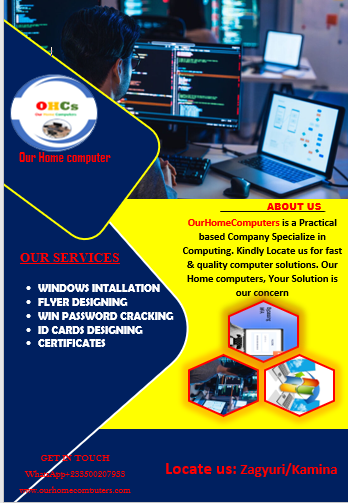 OHCs
Our Home Computers
Our Home computer
ABOUT US
OurHomeComputers is a Practical
based Company Specialize in
Computing. Kindly Locate us for fast
& quality computer solutions. Our
Home computers, Your Solution is
our concern
OUR SERVICES
• WINDOWS INTALLATION
• FLYER DESIGNING
• WIN PASSWORD CRACKING
• ID CARDS DESIGNING
• CERTIFICATES
GET IN TOUCH
WhatsApp+233500207933
www.ourhomecombuters.com
Locate us: Zagyuri/Kamina